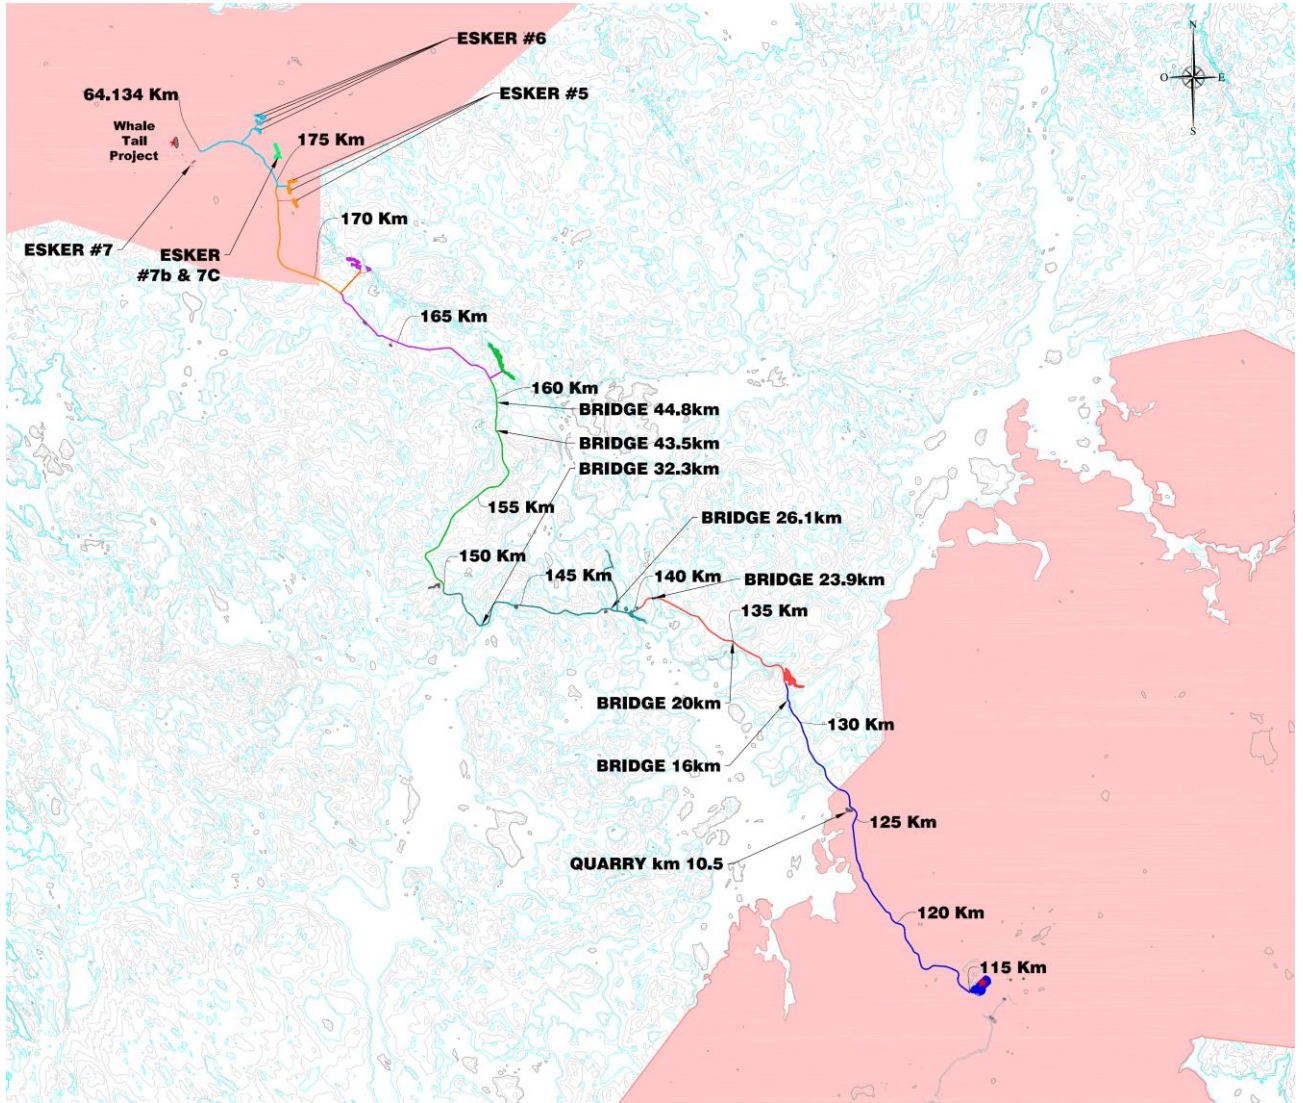 ESKER #6
N
O
E
S
64.134 Km
ESKER #5
Whale
Tail
Project
175 Km
170 Km
ESKER #7
ESKER
#7b & 7C
165 Km
160 Km
BRIDGE 44.8km
BRIDGE 43.5km
BRIDGE 32.3km
155 Km
BRIDGE 26.1km
150 Km
145 Km
140 Km
BRIDGE 23.9km
135 Km
BRIDGE 20km
130 Km
BRIDGE 16km
125 Km
QUARRY km 10.5
120 Km
115 Km